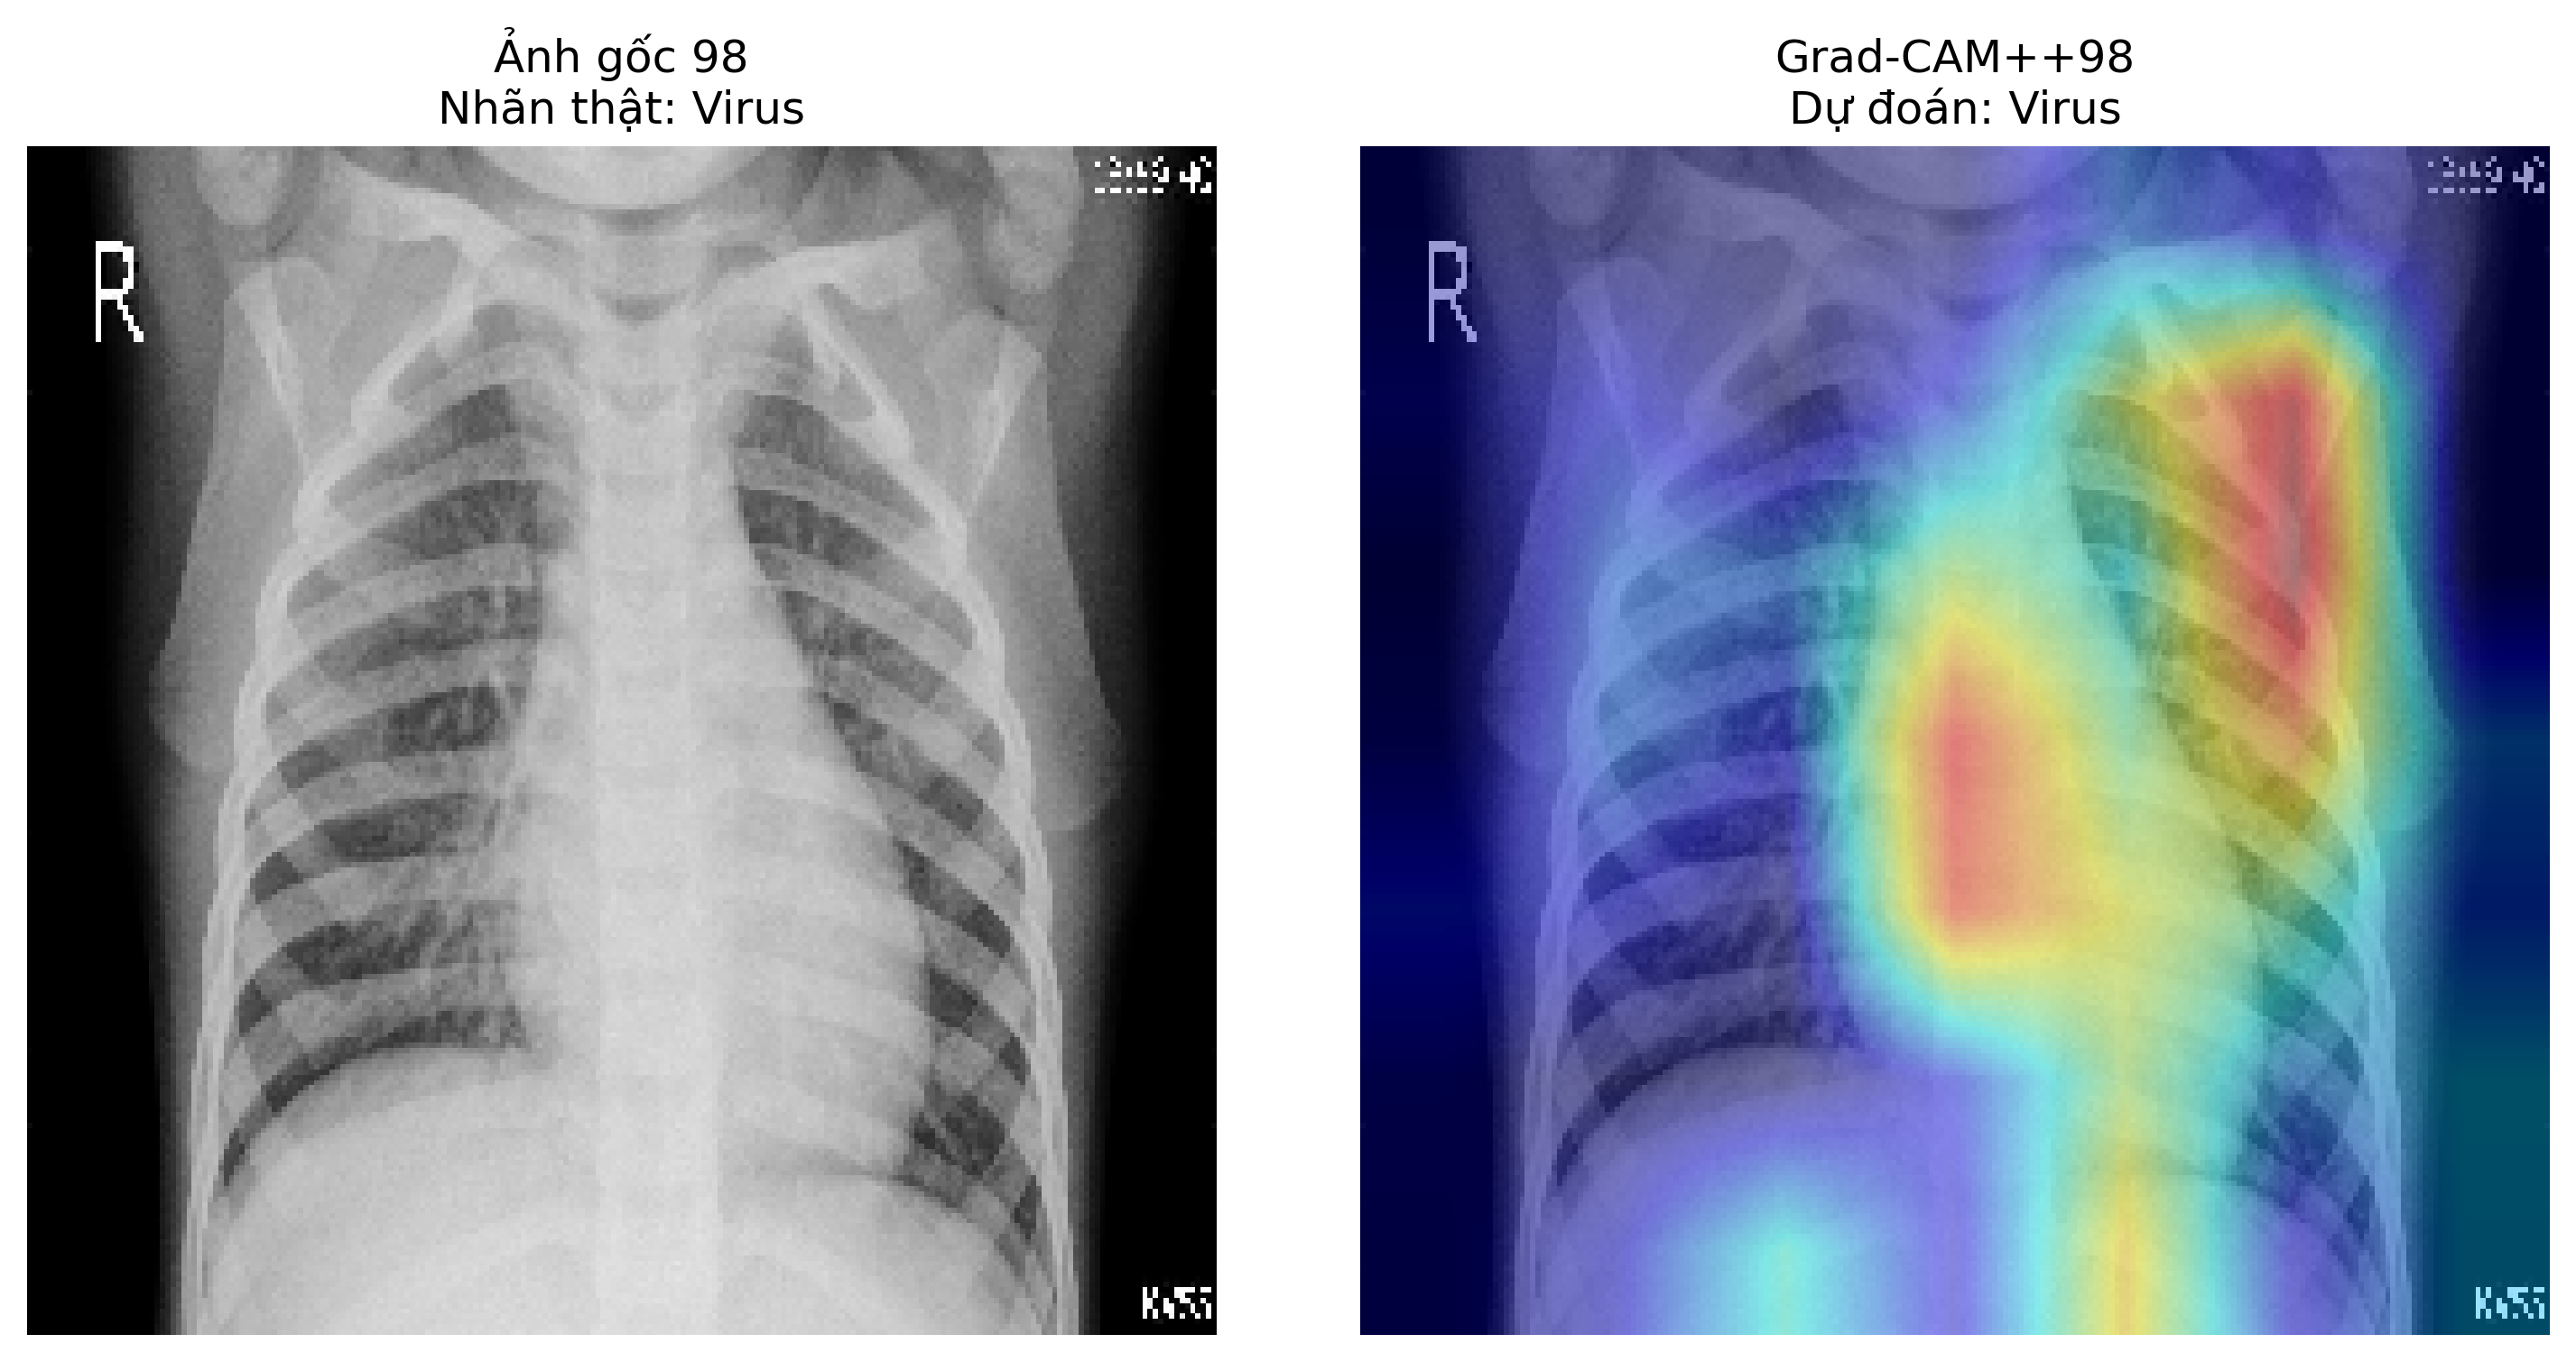 Ảnh gốc 98
Nhãn thật: Virus
Grad-CAM++98
Dự đoán: Virus
R
R